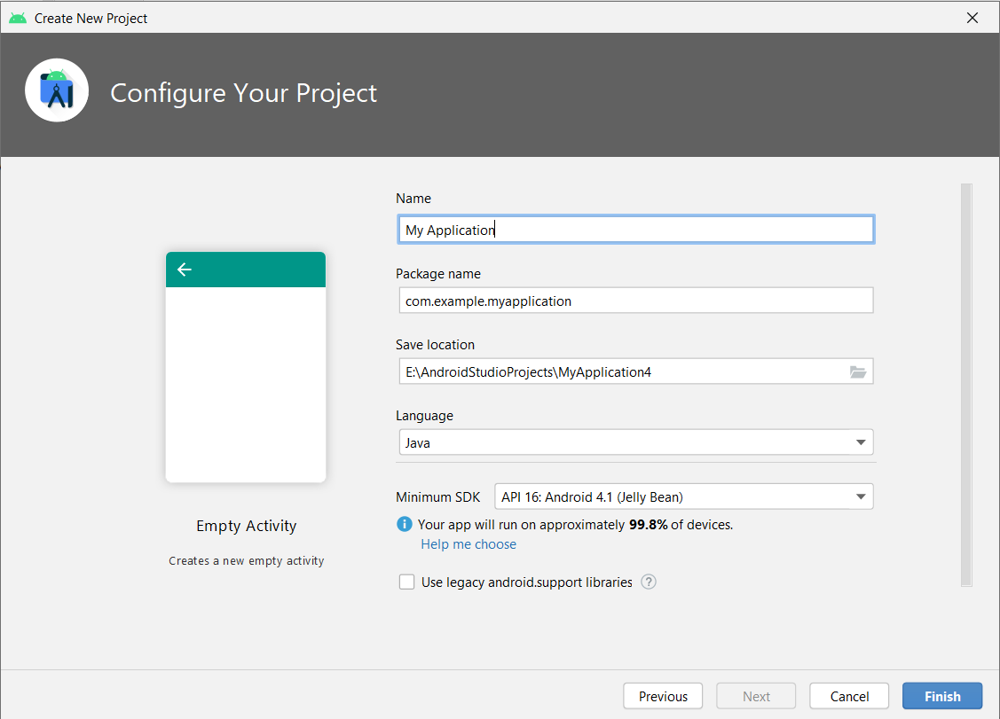 Create New Project
Configure Your Project
Name
My Application
Package name
com.example.myapplication
Save location
E:\AndroidStudioProjects\MyApplication4
Language
Java
Minimum SDK API 16: Android 4.1 (Jelly Bean)
i Your app will run on approximately 99.8% of devices.
Help me choose
Use legacy android.support libraries ?
Empty Activity
Creates a new empty activity
Previous Next Cancel Finish